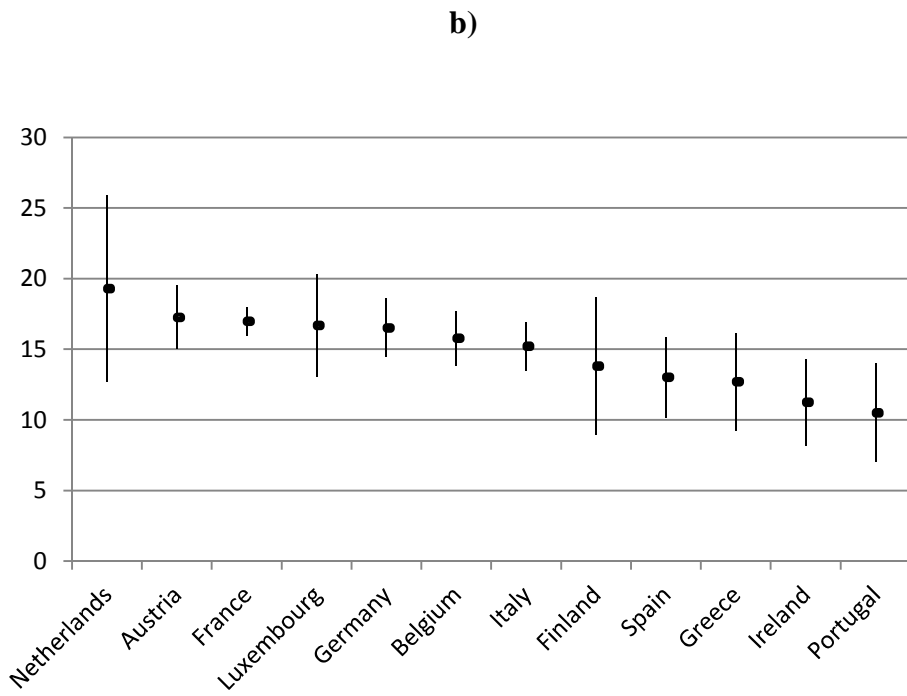 b)
30
25
20
15
10
5
0
Netherlands
Austria
France
Luxembourg
Germany
Belgium
Italy
Finland
Spain
Greece
Ireland
Portugal